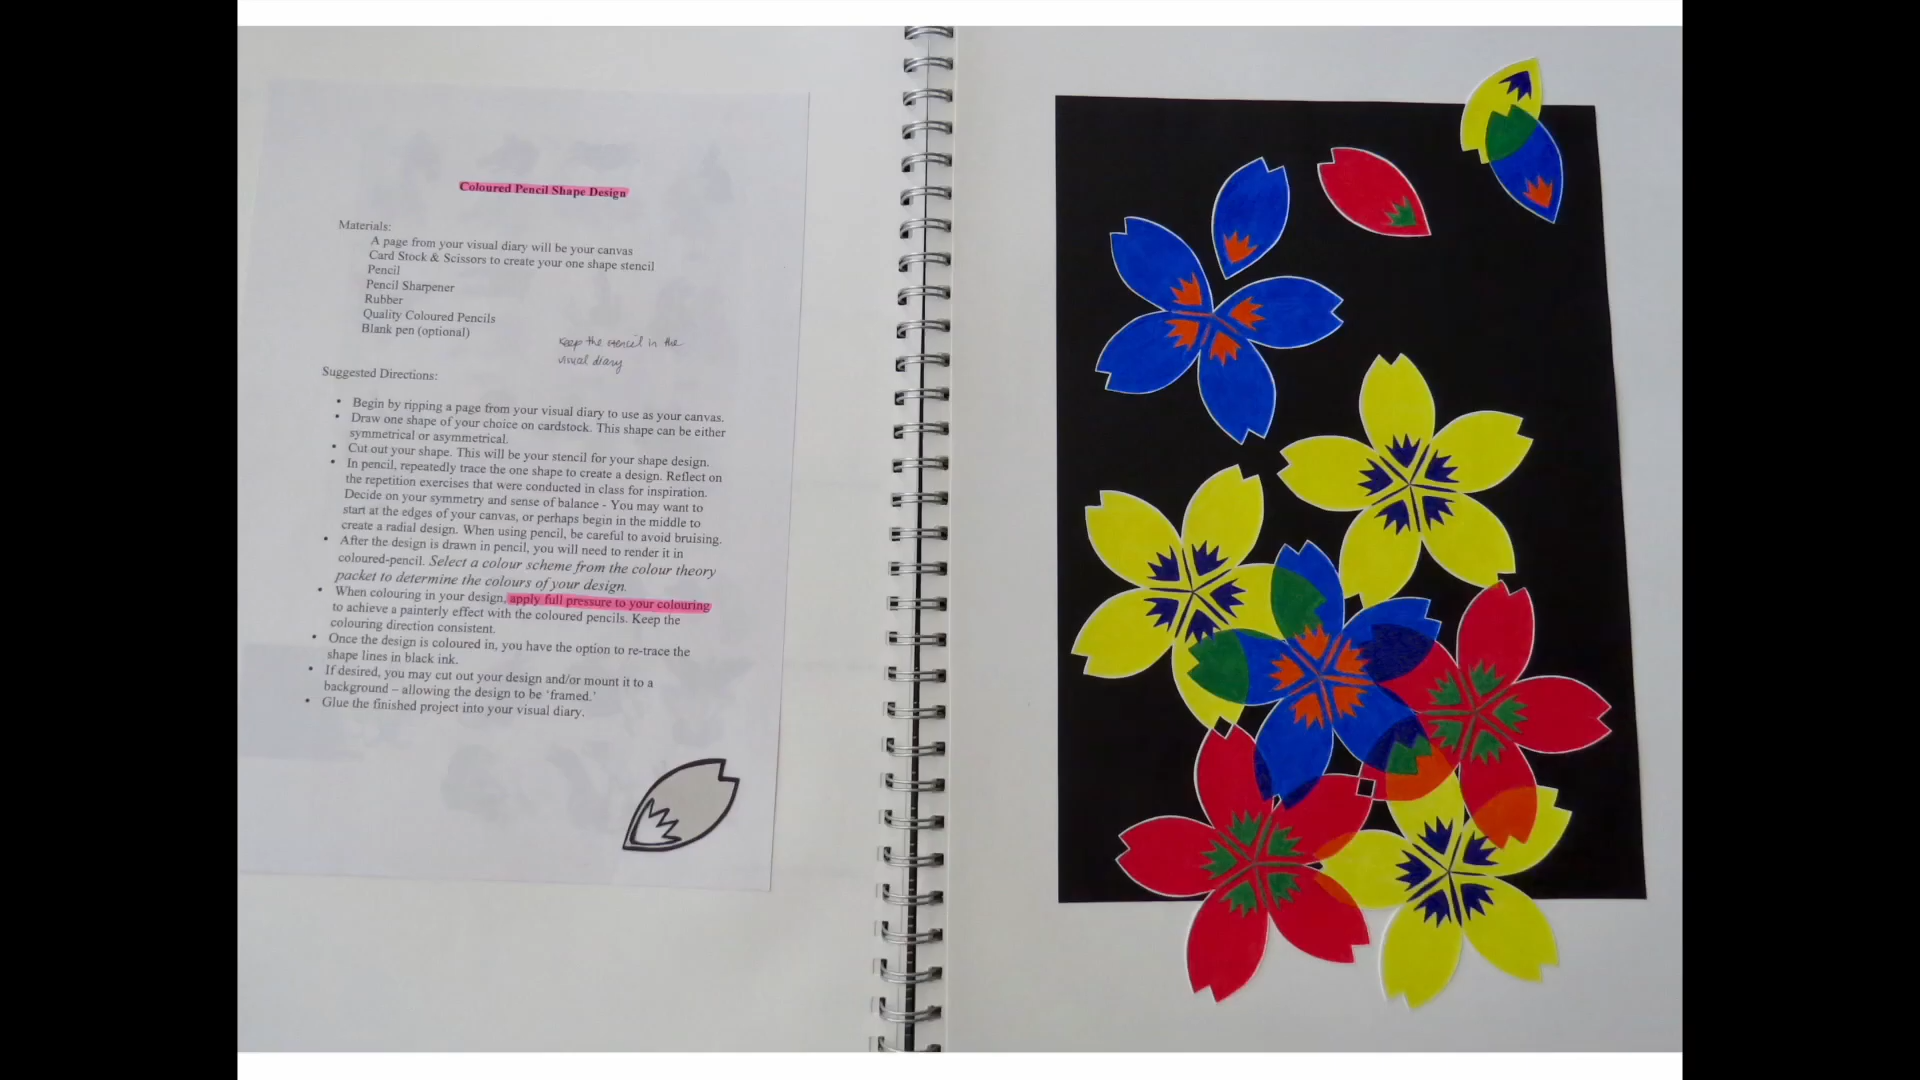 Coloured Pencil Shape Design
Materials:
A page from your visual diary will be your canvas
Card Stock & Scissors to create your one shape stencil
Pencil
Pencil Sharpener
Rubber
Quality Coloured Pencils
Blank pen (optional)
Keep the stencil in the
visual diary
Suggested Directions:
• Begin by ripping a page from your visual diary to use as your canvas.
• Draw one shape of your choice on cardstock. This shape can be either
symmetrical or asymmetrical.
• Cut out your shape. This will be your stencil for your shape design.
• In pencil, repeatedly trace the one shape to create a design. Reflect on
the repetition exercises that were conducted in class for inspiration.
Decide on your symmetry and sense of balance - You may want to
start at the edges of your canvas, or perhaps begin in the middle to
create a radial design. When using pencil, be careful to avoid bruising.
• After the design is drawn in pencil, you will need to render it in
coloured-pencil. Select a colour scheme from the colour theory
packet to determine the colours of your design.
• When colouring in your design, apply full pressure to your colouring
to achieve a painterly effect with the coloured pencils. Keep the
colouring direction consistent.
• Once the design is coloured in, you have the option to re-trace the
shape lines in black ink.
• If desired, you may cut out your design and/or mount it to a
background – allowing the design to be 'framed.'
• Glue the finished project into your visual diary.